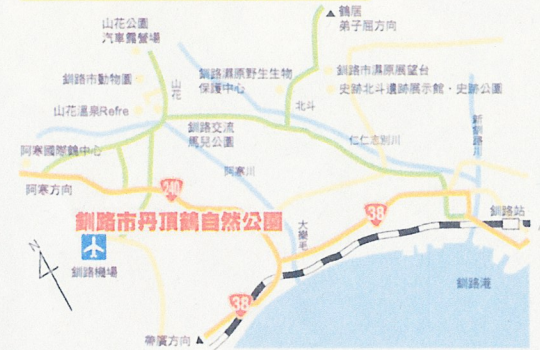 鶴居
弟子屈方向
山花公園
汽車露營場
釧路市動物園
山花
釧路濕原野生生物
保護中心
釧路市濕原展望台
史跡北斗遺跡展示館・史跡公園
山花溫泉Refre
北斗
新釧路川
釧路交流
馬兒公園
仁仁志別川
阿寒國際鶴中心
阿寒川
阿寒方向
240
38
釧路市丹頂鶴自然公園
大樂毛
釧路站
N
釧路機場
釧路港
38
帶廣方向